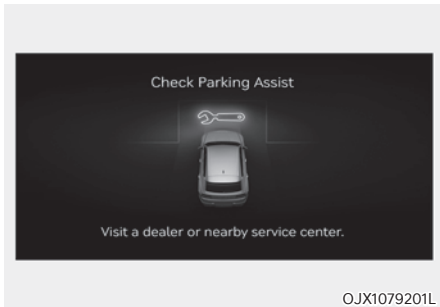 Check Parking Assist
Visit a dealer or nearby service center.
OJX1079201L